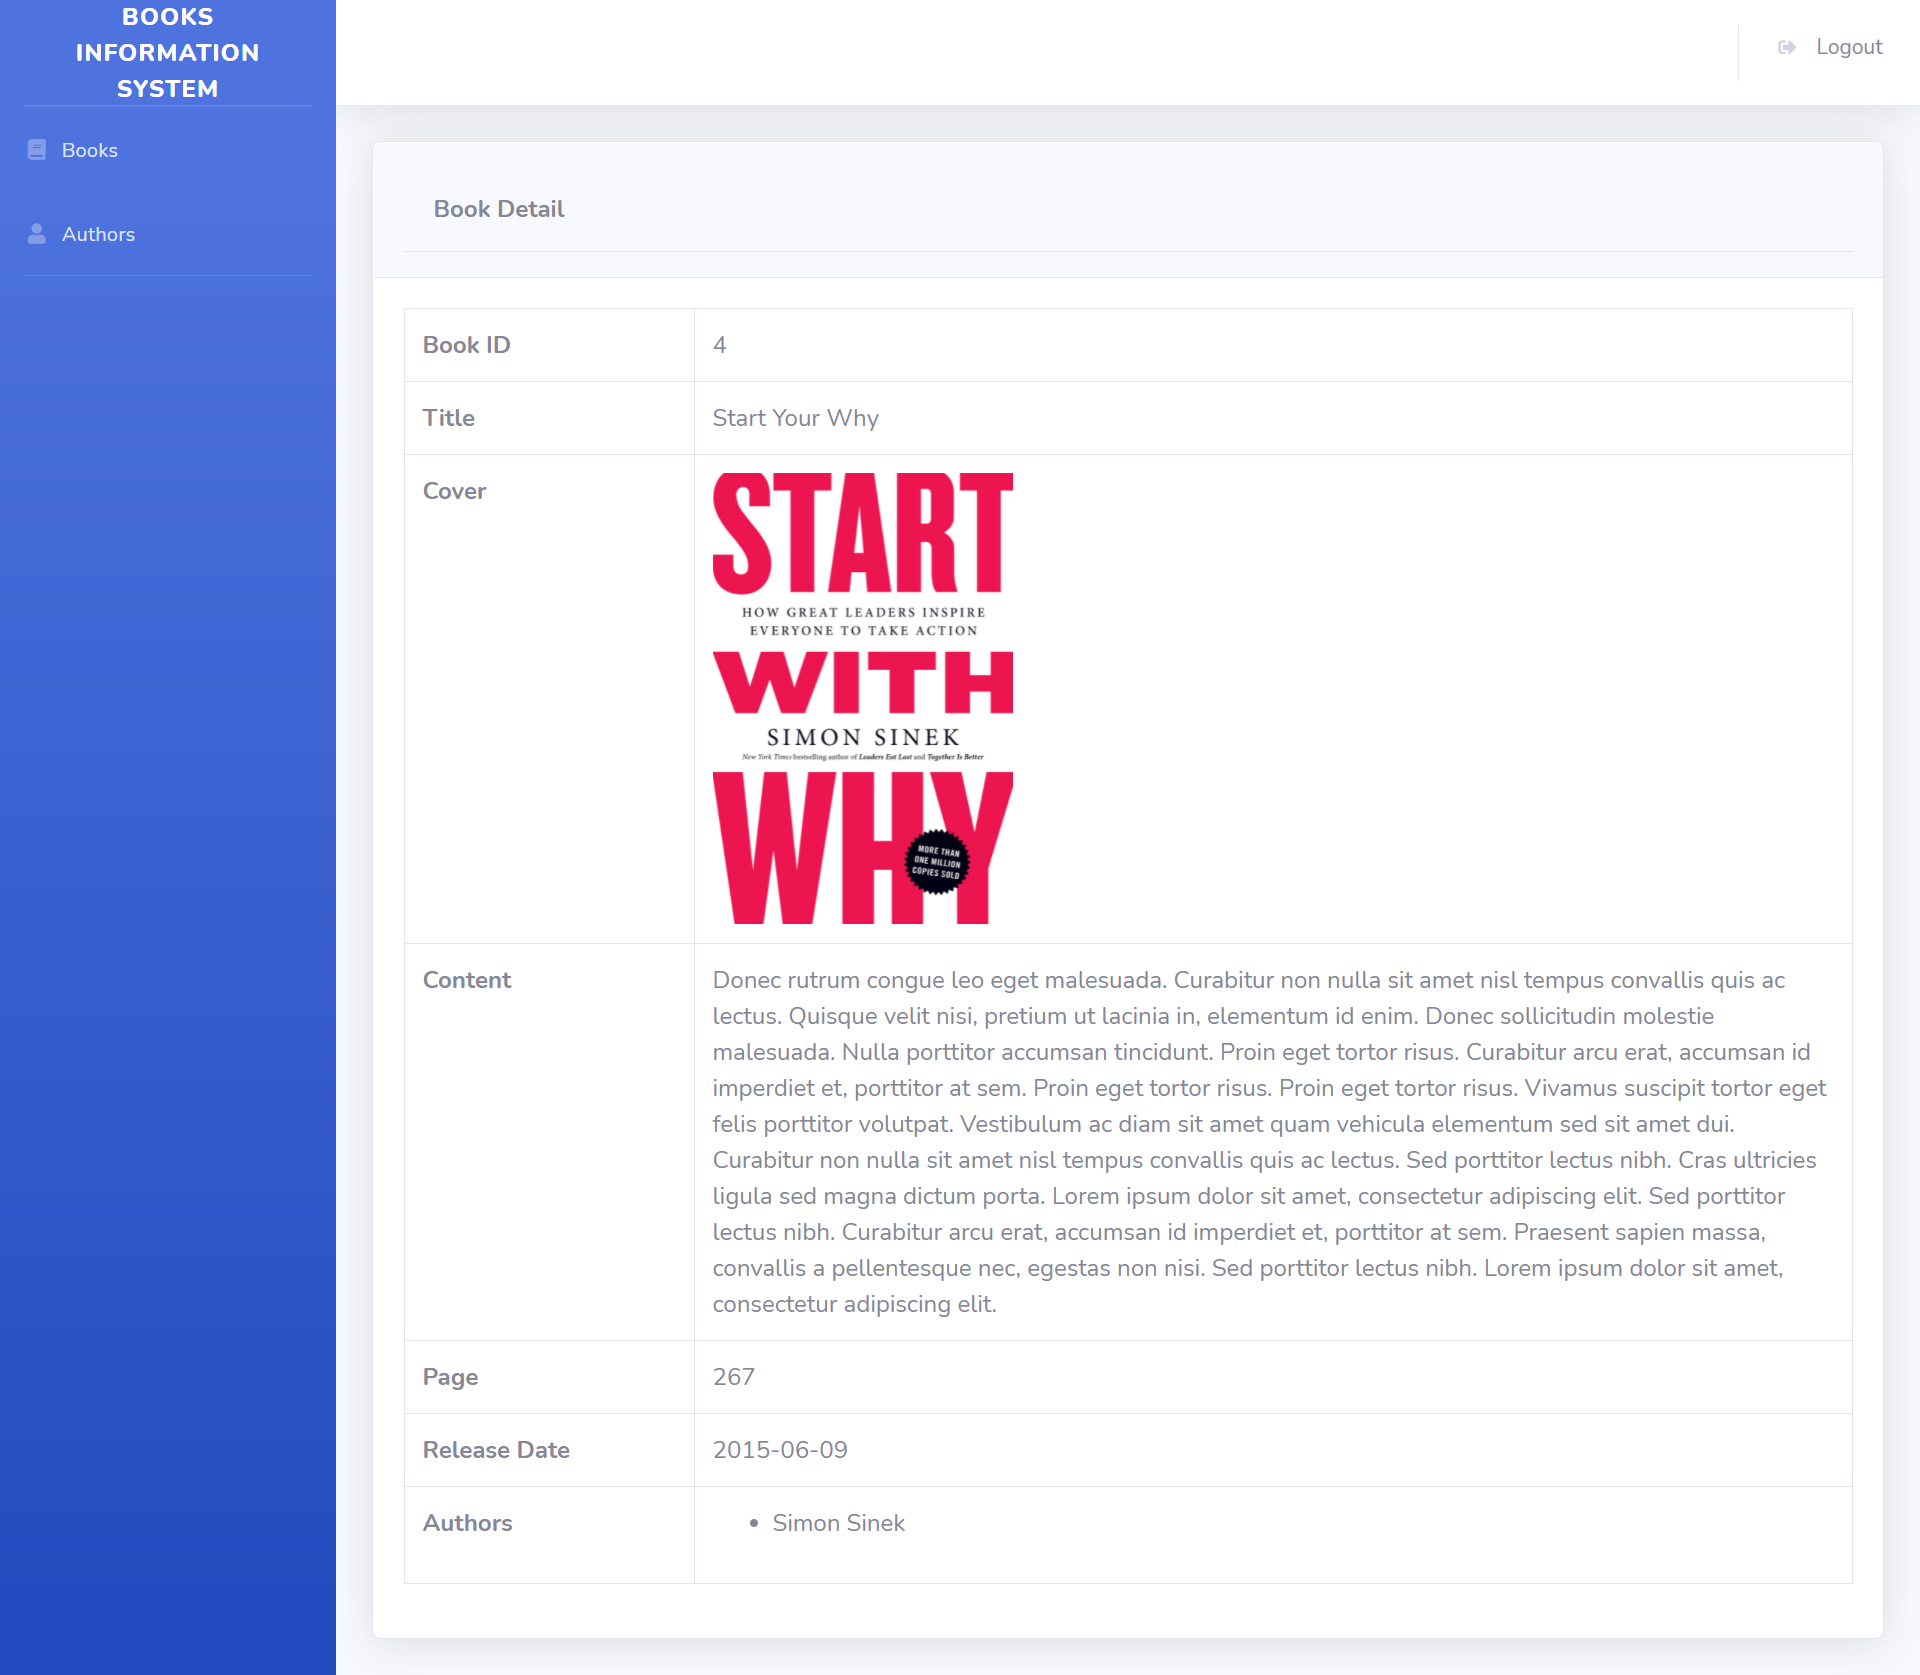 BOOKS
INFORMATION
SYSTEM
Books
Authors
Logout
Book Detail
Book ID
4
Title
Start Your Why
Cover
START
HOW GREAT LEADERS INSPIRE
EVERYONE TO TAKE ACTION
WITH
SIMON SINEK
New York Times bestselling author of Leaders Eat Last and Together Is Better
WHY
MORE THAN
ONE MILLION
COPIES SOLD
Content
Donec rutrum congue leo eget malesuada. Curabitur non nulla sit amet nisl tempus convallis quis ac
lectus. Quisque velit nisi, pretium ut lacinia in, elementum id enim. Donec sollicitudin molestie
malesuada. Nulla porttitor accumsan tincidunt. Proin eget tortor risus. Curabitur arcu erat, accumsan id
imperdiet et, porttitor at sem. Proin eget tortor risus. Proin eget tortor risus. Vivamus suscipit tortor eget
felis porttitor volutpat. Vestibulum ac diam sit amet quam vehicula elementum sed sit amet dui.
Curabitur non nulla sit amet nisl tempus convallis quis ac lectus. Sed porttitor lectus nibh. Cras ultricies
ligula sed magna dictum porta. Lorem ipsum dolor sit amet, consectetur adipiscing elit. Sed porttitor
lectus nibh. Curabitur arcu erat, accumsan id imperdiet et, porttitor at sem. Praesent sapien massa,
convallis a pellentesque nec, egestas non nisi. Sed porttitor lectus nibh. Lorem ipsum dolor sit amet,
consectetur adipiscing elit.
Page
267
Release Date
2015-06-09
Authors
• Simon Sinek